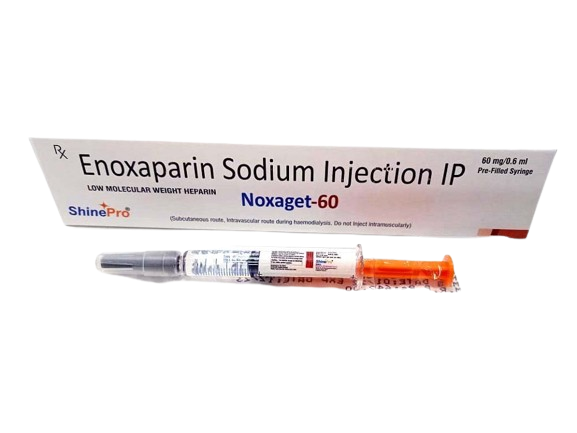 Rx
Enoxaparin Sodium Injection IP
60 mg/0.6 ml
Pre-Filled Syringe
LOW MOLECULAR WEIGHT HEPARIN
Noxaget-60
ShinePro®
(Subcutaneous route, Intravascular route during haemodialysis. Do not inject intramuscularly)
ShinePro